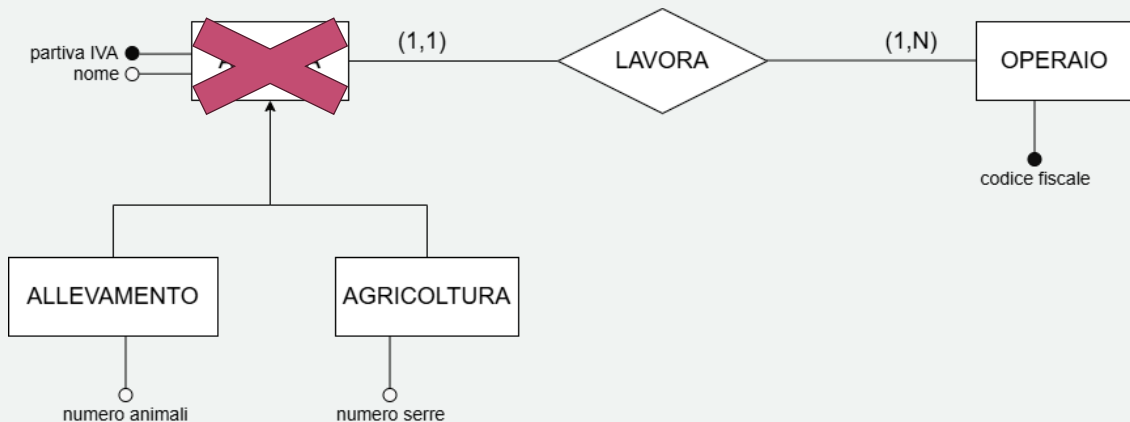 partiva IVA
nome
(1,1)
LAVORA
(1,N)
OPERAIO
codice fiscale
ALLEVAMENTO
AGRICOLTURA
numero animali
numero serre